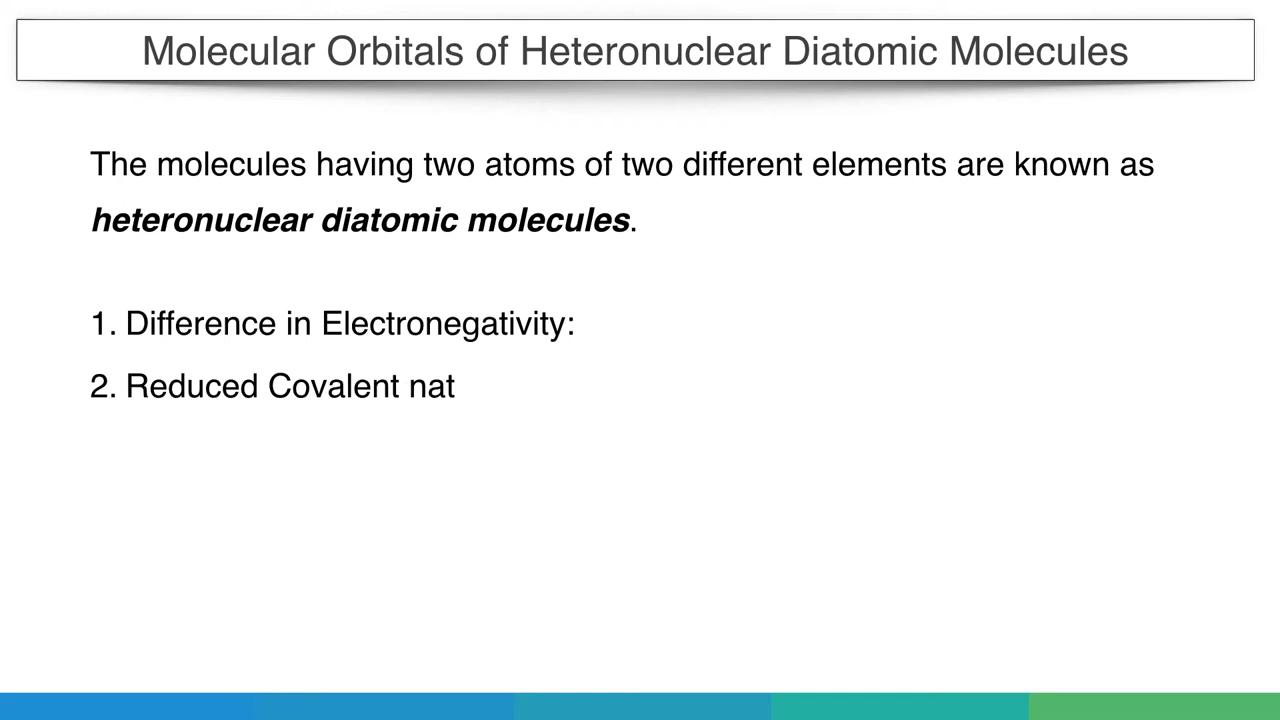 Molecular Orbitals of Heteronuclear Diatomic Molecules
The molecules having two atoms of two different elements are known as
heteronuclear diatomic molecules.
1. Difference in Electronegativity:
2. Reduced Covalent nat